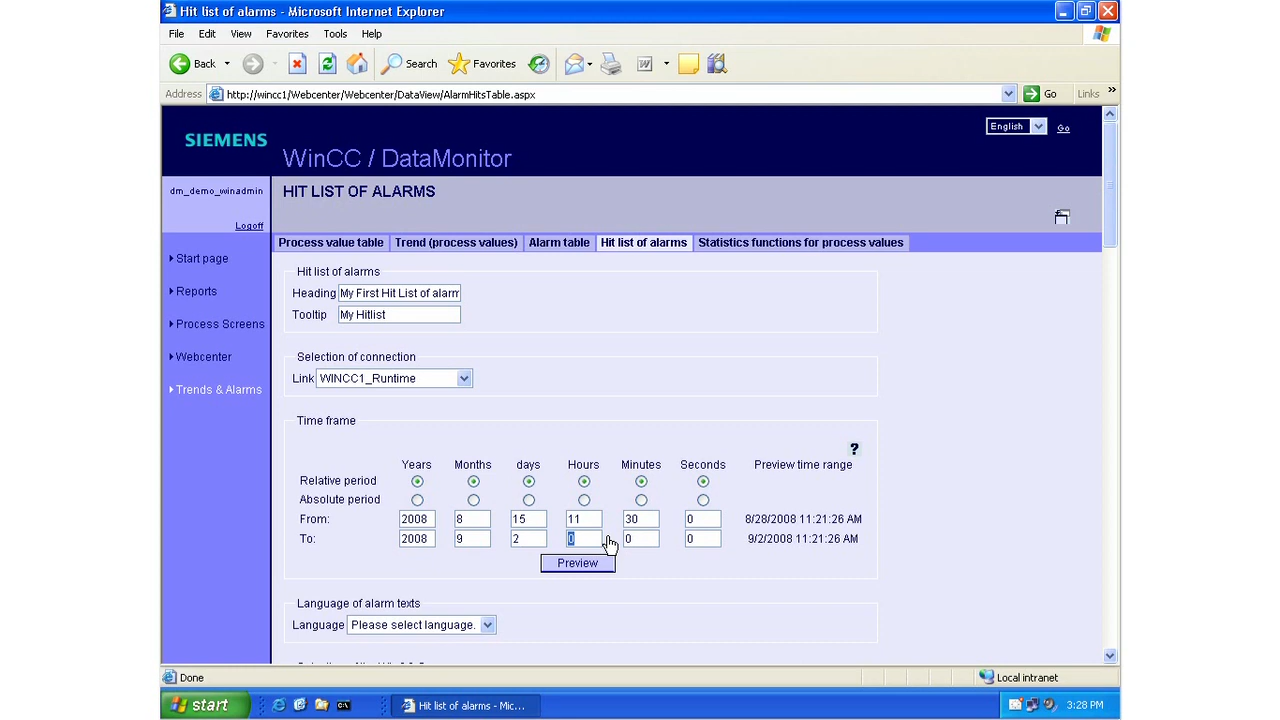 Hit list of alarms - Microsoft Internet Explorer
File Edit View Favorites Tools Help
Back Search Favorites
Address http://wincc1/Webcenter/Webcenter/DataView/AlarmHitsTable.aspx Go Links »
SIEMENS
English Go
WinCC / DataMonitor
dm_demo_winadmin
HIT LIST OF ALARMS
Logoff
Process value table Trend (process values) Alarm table Hit list of alarms Statistics functions for process values
Start page
Reports
Process Screens
Webcenter
Trends & Alarms
Hit list of alarms
Heading My First Hit List of alarm
Tooltip My Hitlist
Selection of connection
Link WINCC1_Runtime
Time frame
?
Years Months days Hours Minutes Seconds Preview time range
Relative period
Absolute period
From: 2008 8 15 11 30 0 8/28/2008 11:21:26 AM
To: 2008 9 2 0 0 0 9/2/2008 11:21:26 AM
Preview
Language of alarm texts
Language Please select language.
Done Local intranet
start Hit list of alarms - Mic... 3:28 PM